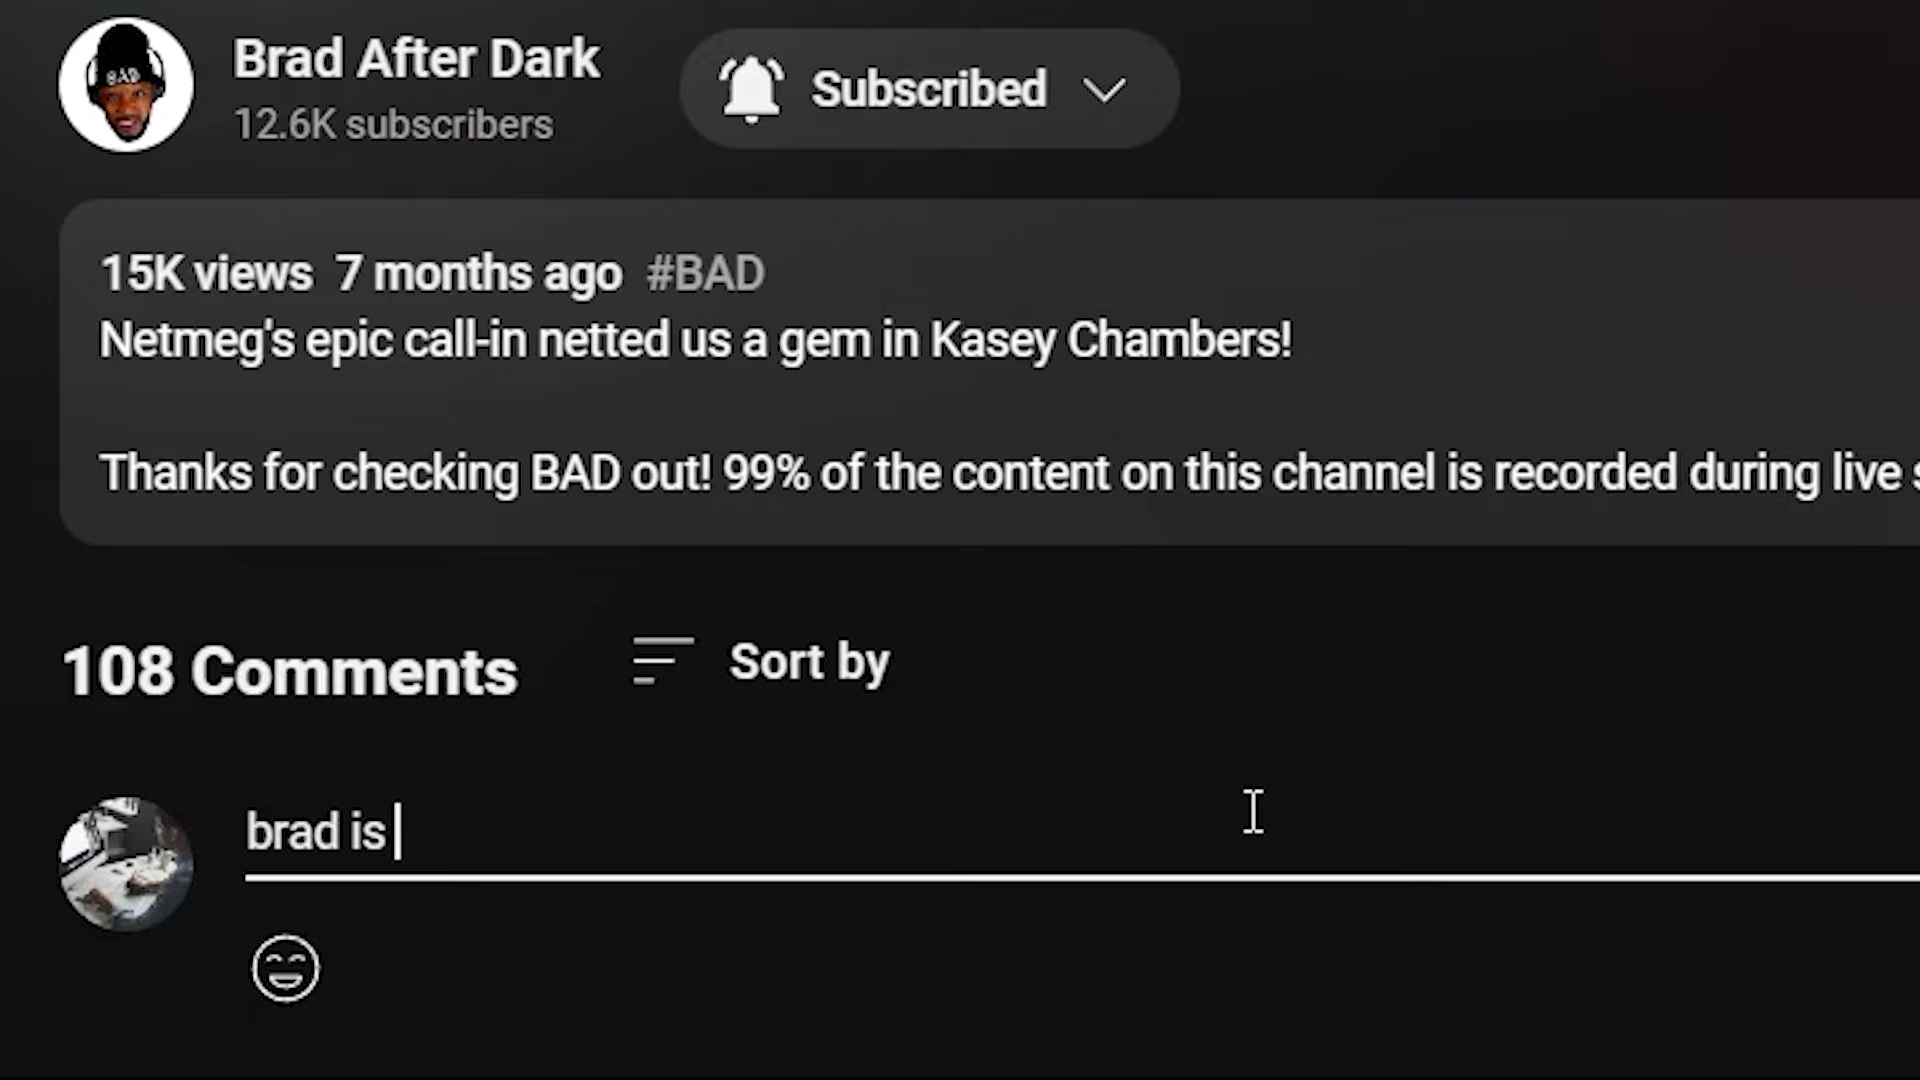 BAD
Brad After Dark
12.6K subscribers
Subscribed
15K views 7 months ago #BAD
Netmeg's epic call-in netted us a gem in Kasey Chambers!
Thanks for checking BAD out! 99% of the content on this channel is recorded during live
108 Comments
Sort by
brad is